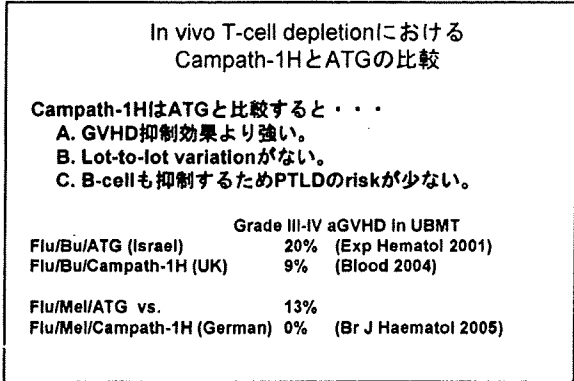 In vivo T-cell depletionにおける
Campath-1HとATGの比較
Campath-1HはATGと比較すると・・・
A. GVHD抑制効果より強い。
B. Lot-to-lot variationがない。
C. B-cellも抑制するためPTLDのriskが少ない。
Grade III-IV aGVHD in UBMT
Flu/Bu/ATG (Israel) 20% (Exp Hematol 2001)
Flu/Bu/Campath-1H (UK) 9% (Blood 2004)
Flu/Mel/ATG vs. 13%
Flu/Mel/Campath-1H (German) 0% (Br J Haematol 2005)